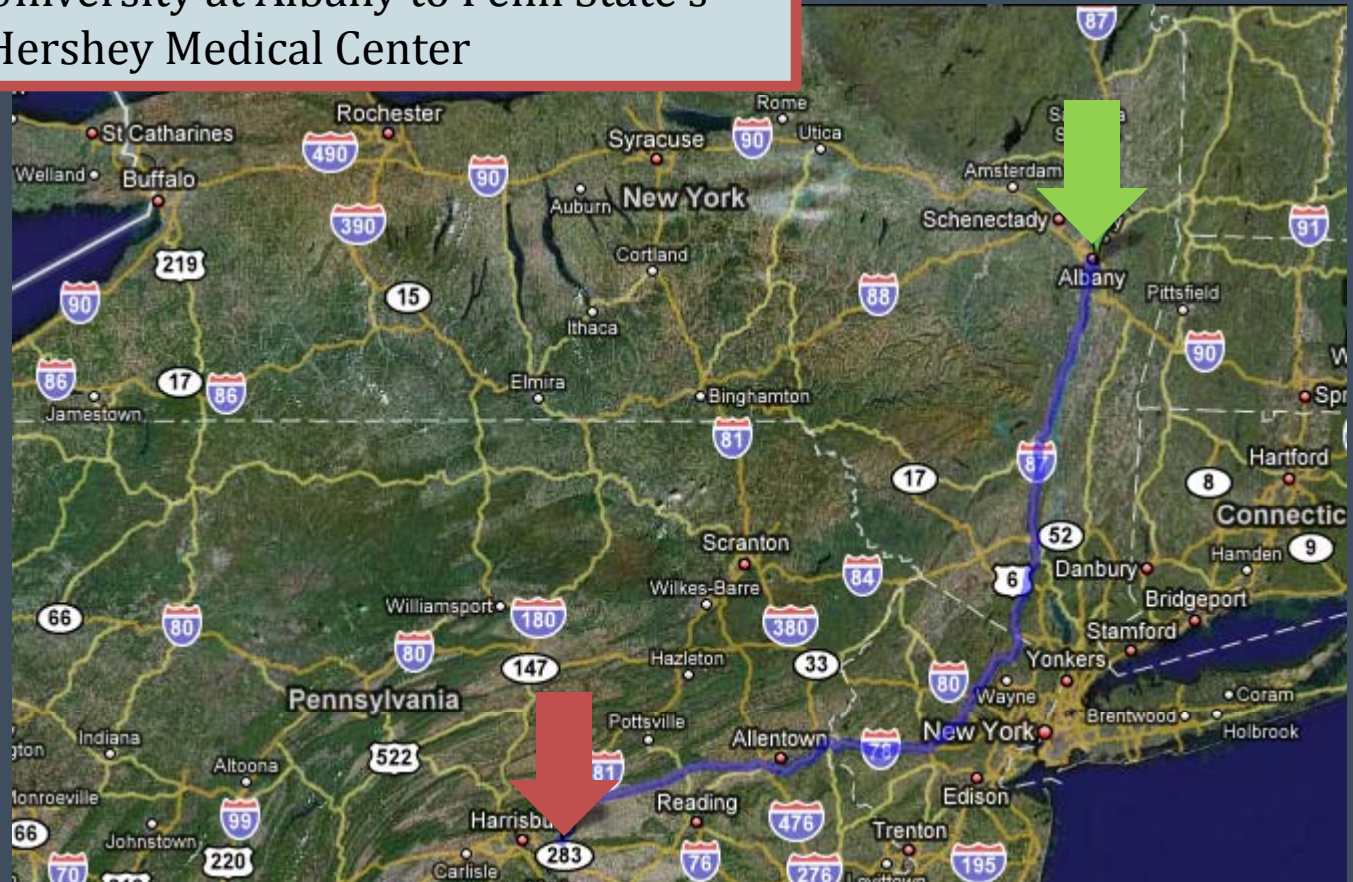 University at Albany to Penn State's
Hershey Medical Center
87
Rome
Rochester
St Catharines
Syracuse
90
Utica
490
Welland
Buffalo
90
Amsterdam
Auburn
New York
390
Schenectady
91
219
Cortland
Albany
90
15
88
Pittsfield
Ithaca
90
86
17
86
Elmira
Binghamton
Jamestown
81
Hartford
17
8
87
Connectic
Scranton
52
9
Hamden
84
6
Danbury
Wilkes-Barre
Bridgeport
Williamsport
180
66
80
380
Stamford
80
Hazleton
33
Yonkers
147
80
Wayne
Coram
Pennsylvania
Brentwood
Pottsville
New York
Holbrook
Indiana
Allentown
78
522
Altoona
81
Edison
Reading
99
Harrisbu
476
66
Johnstown
Trenton
283
220
Carlisle
76
195
70
276